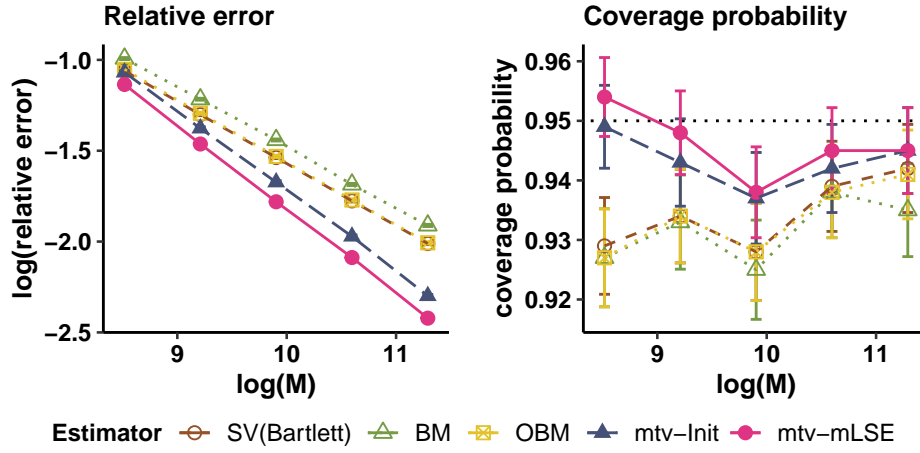 Relative error
Coverage probability
log(relative error)
−1.0
−1.5
−2.0
−2.5
9
10
11
log(M)
coverage probability
0.96
0.95
0.94
0.93
0.92
9
10
11
log(M)
Estimator SV(Bartlett) BM OBM mtv−Init mtv−mLSE